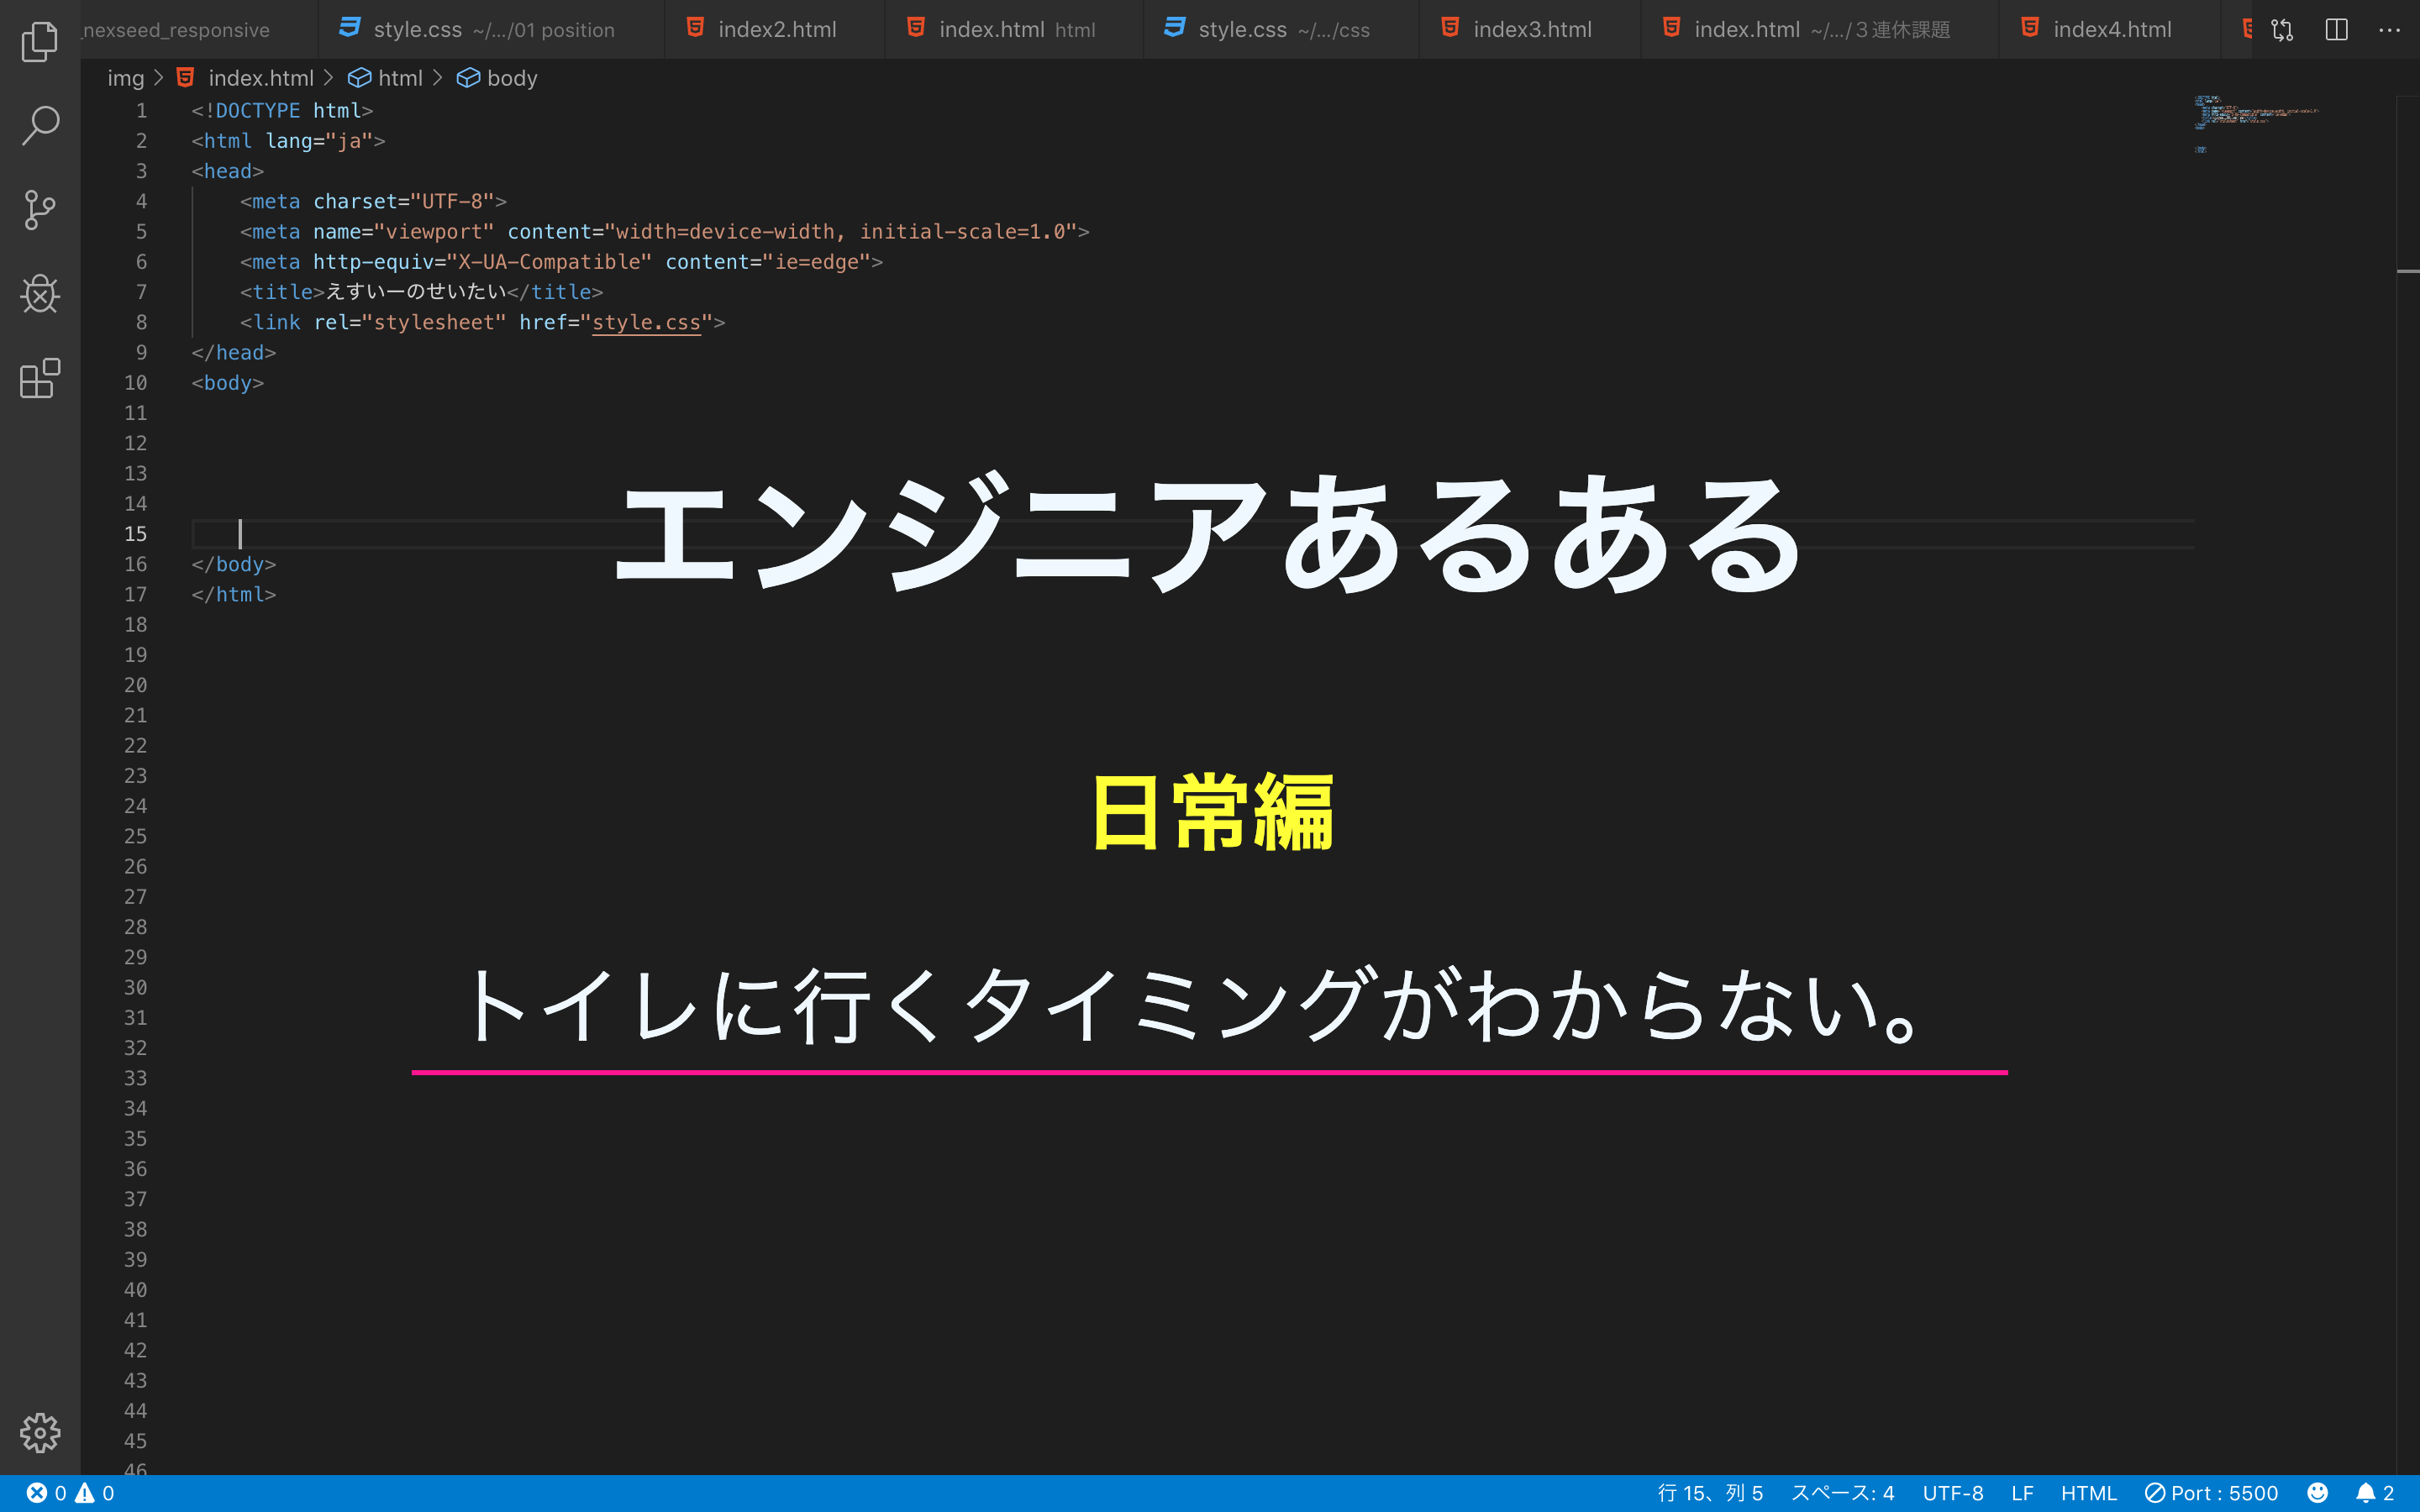 _nexseed_responsive style.css ~/.../01 position index2.html index.html html style.css ~/.../css index3.html index.html ~/.../３連休課題 index4.html
img > index.html > html > body
1 <!DOCTYPE html>
2 <html lang="ja">
3 <head>
4 <meta charset="UTF-8">
5 <meta name="viewport" content="width=device-width, initial-scale=1.0">
6 <meta http-equiv="X-UA-Compatible" content="ie=edge">
7 <title>えすいーのせいたい</title>
8 <link rel="stylesheet" href="style.css">
9 </head>
10 <body>
11
12
13
14
エンジニアあるある
15
16 </body>
17 </html>
18
19
20
21
22
23
日常編
24
25
26
27
28
29
30
トイレに行くタイミングがわからない。
31
32
33
34
35
36
37
38
39
40
41
42
43
44
45
46
0 0 行 15、列 5 スペース: 4 UTF-8 LF HTML Port : 5500 2